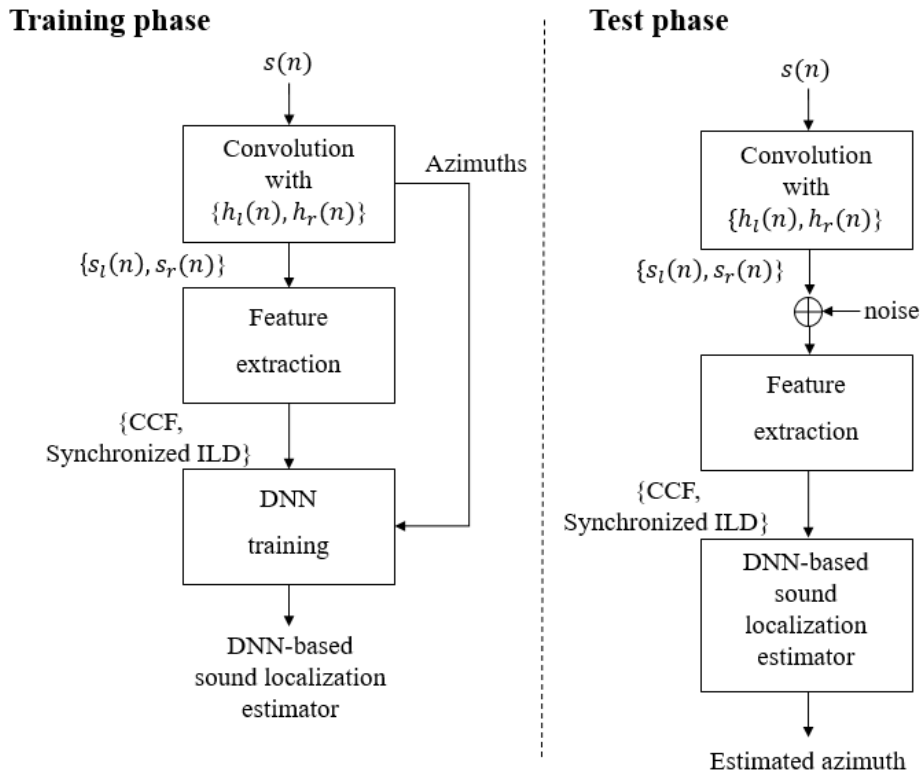 Training phase
s(n)
Convolution
with
{h_l(n), h_r(n)}
Azimuths
{s_l(n), s_r(n)}
Feature
extraction
{CCF,
Synchronized ILD}
DNN
training
DNN-based
sound localization
estimator
Test phase
s(n)
Convolution
with
{h_l(n), h_r(n)}
{s_l(n), s_r(n)}
noise
Feature
extraction
{CCF,
Synchronized ILD}
DNN-based
sound
localization
estimator
Estimated azimuth